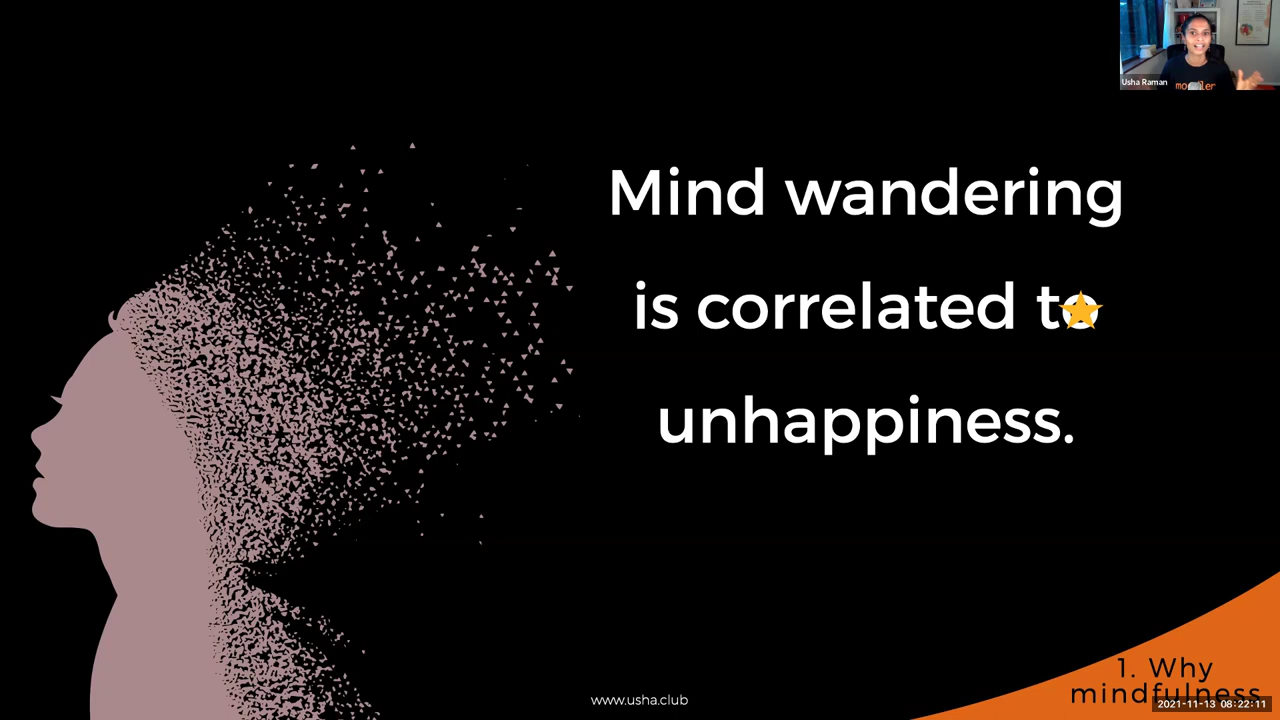 Usha Raman
Mind wandering
is correlated to
unhappiness.
1. Why
mindfulness
www.usha.club
2021-11-13 08:22:11